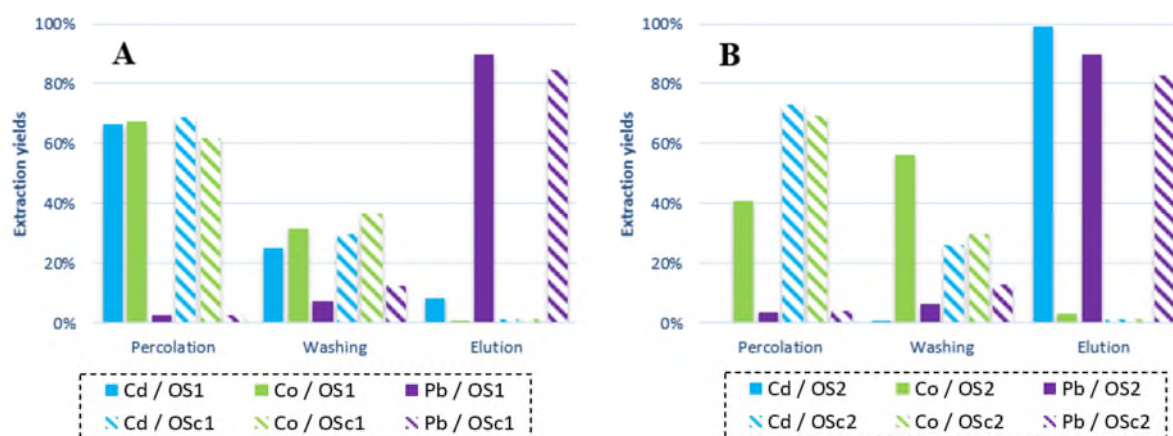 A
Extraction yields
100%
80%
60%
40%
20%
0%
Percolation Washing Elution
Cd / OS1 Co / OS1 Pb / OS1
Cd / OSc1 Co / OSc1 Pb / OSc1
B
Extraction yields
100%
80%
60%
40%
20%
0%
Percolation Washing Elution
Cd / OS2 Co / OS2 Pb / OS2
Cd / OSc2 Co / OSc2 Pb / OSc2